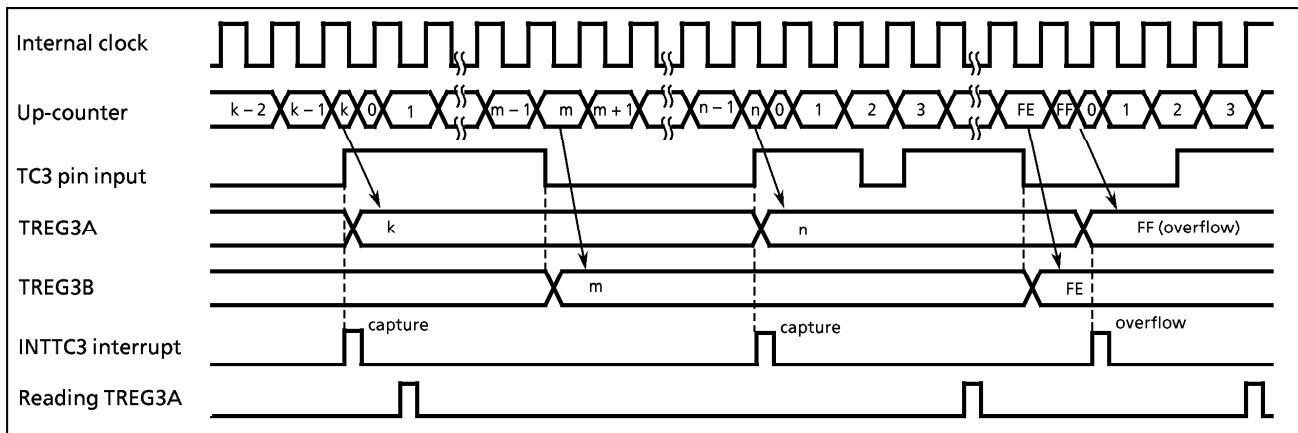 Internal clock
Up-counter k – 2 k – 1 k 0 1 m – 1 m m + 1 n – 1 n 0 1 2 3 FE FF 0 1 2 3
TC3 pin input
TREG3A k n FF (overflow)
TREG3B m FE
capture capture overflow
INTTC3 interrupt
Reading TREG3A